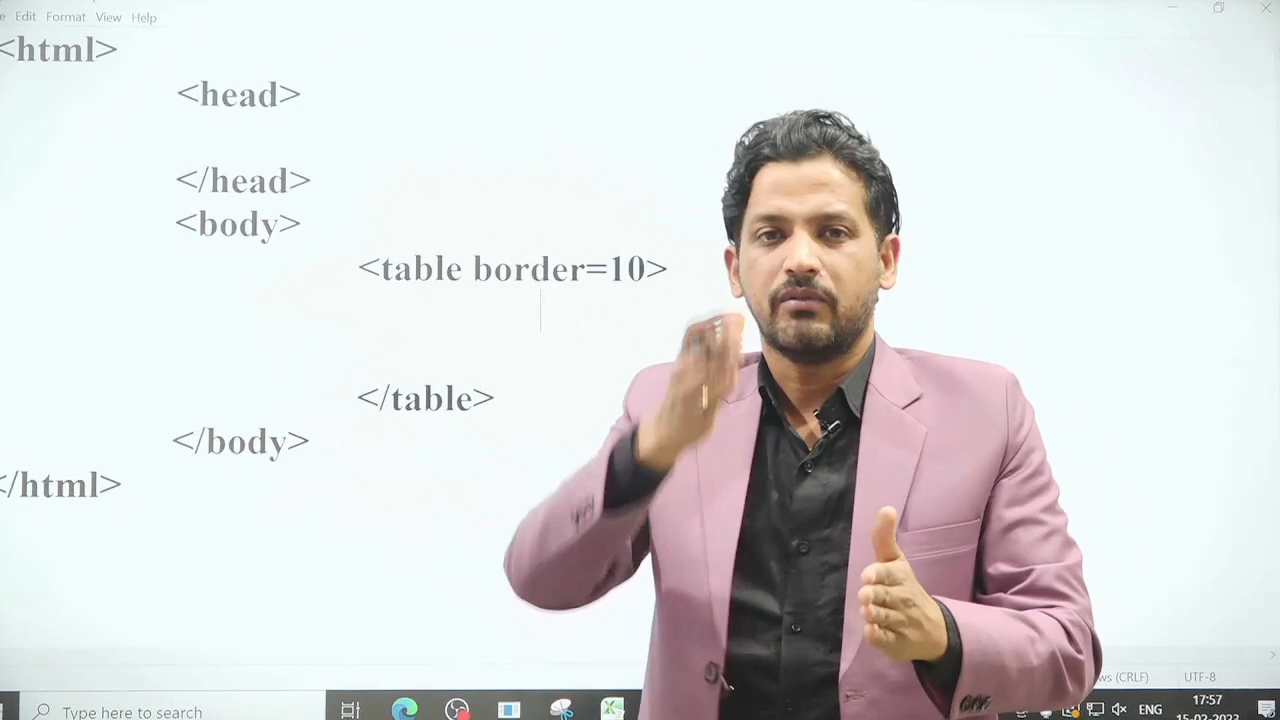 Edit Format View Help
<html>
<head>
</head>
<body>
<table border=10>
</table>
</body>
</html>
(CRLF) UTF-8
Type here to search
ENG
17:57